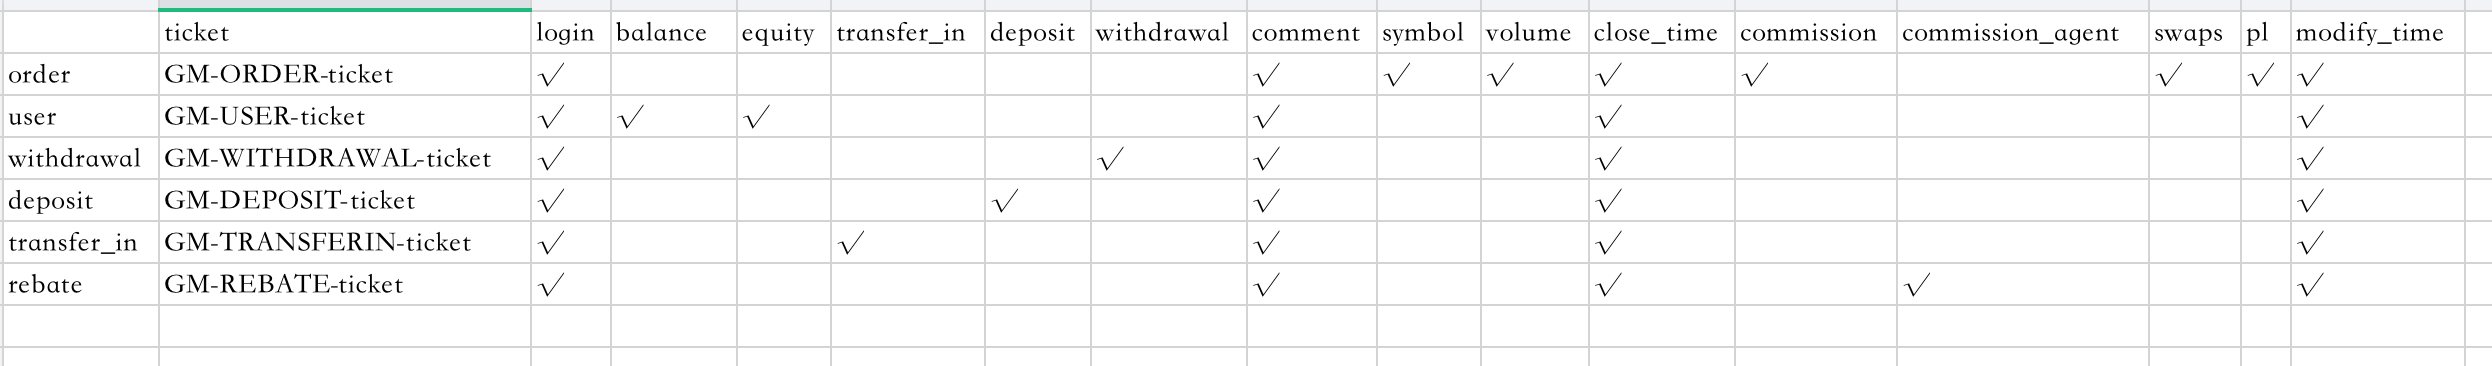 ticket login balance equity transfer_in deposit withdrawal comment symbol volume close_time commission commission_agent swaps pl modify_time
order GM-ORDER-ticket √ √ √ √ √ √ √ √ √
user GM-USER-ticket √ √ √ √ √ √
withdrawal GM-WITHDRAWAL-ticket √ √ √ √ √
deposit GM-DEPOSIT-ticket √ √ √ √ √
transfer_in GM-TRANSFERIN-ticket √ √ √ √ √
rebate GM-REBATE-ticket √ √ √ √ √